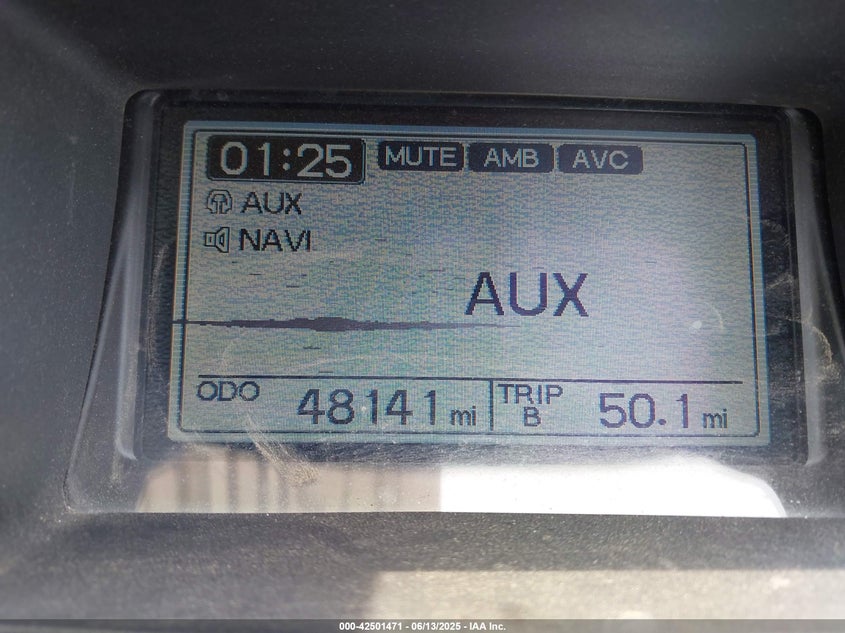 01:25 MUTE AMB AVC
AUX
NAVI
AUX
ODO 48141 mi TRIP B 50.1 mi
000-42501471 - 06/13/2025 - IAA Inc.